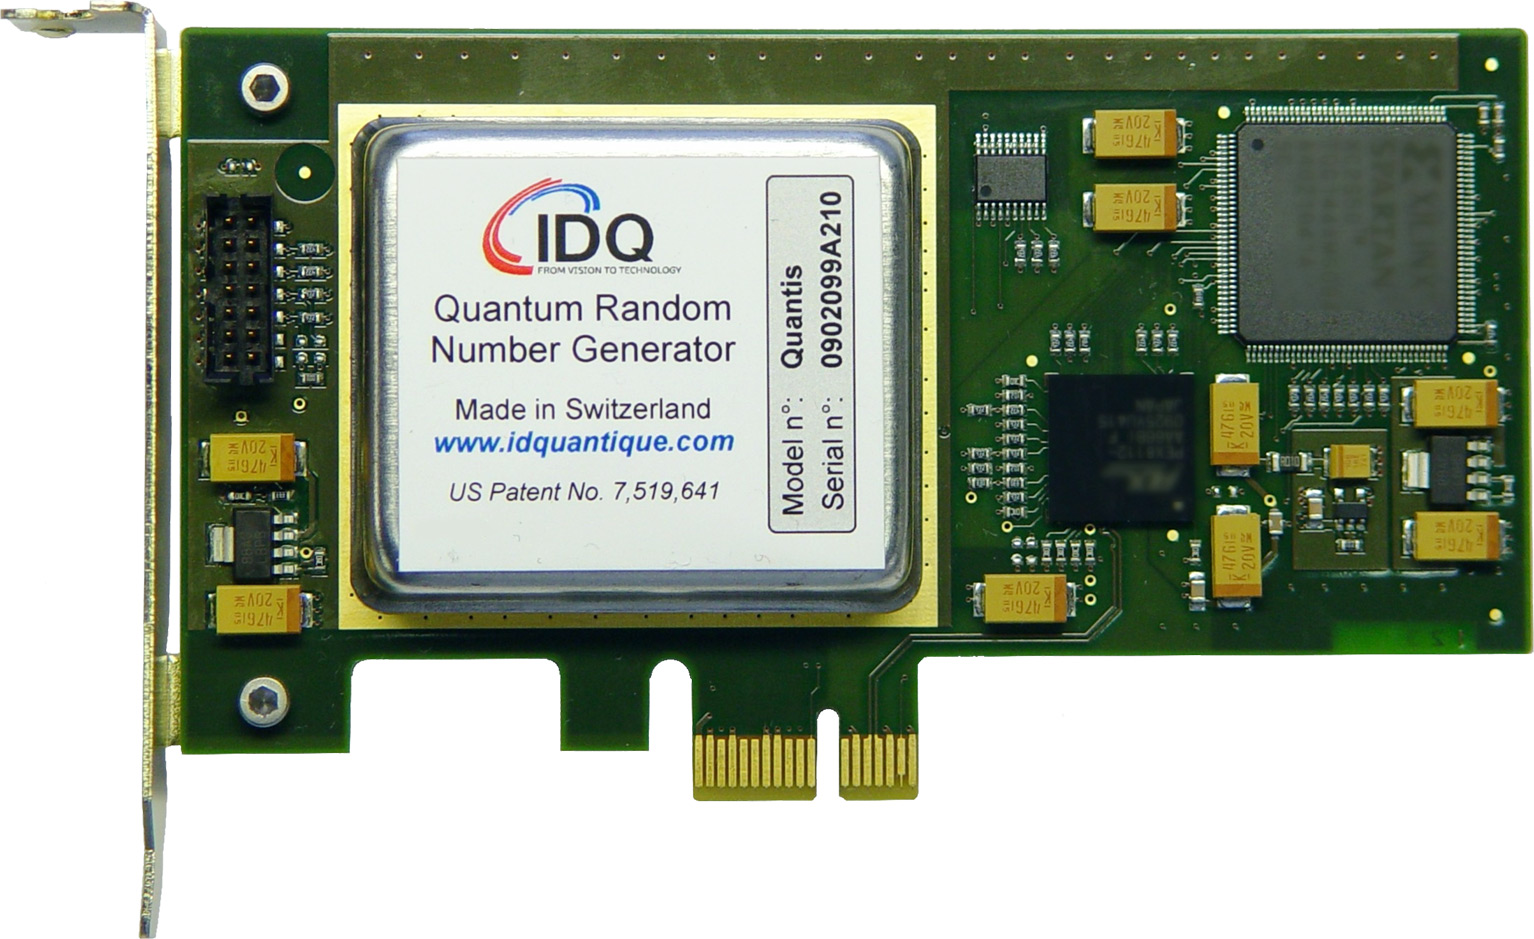 IDQ
FROM VISION TO TECHNOLOGY
Quantum Random
Number Generator
Made in Switzerland
www.idquantique.com
US Patent No. 7,519,641
Model n°: Quantis
Serial n°: 0902099A210
XILINX
SPARTAN
476
20V
476
20V
476
20V
476
20V
476
20V
476
20V
476
20V
476
20V
476
20V